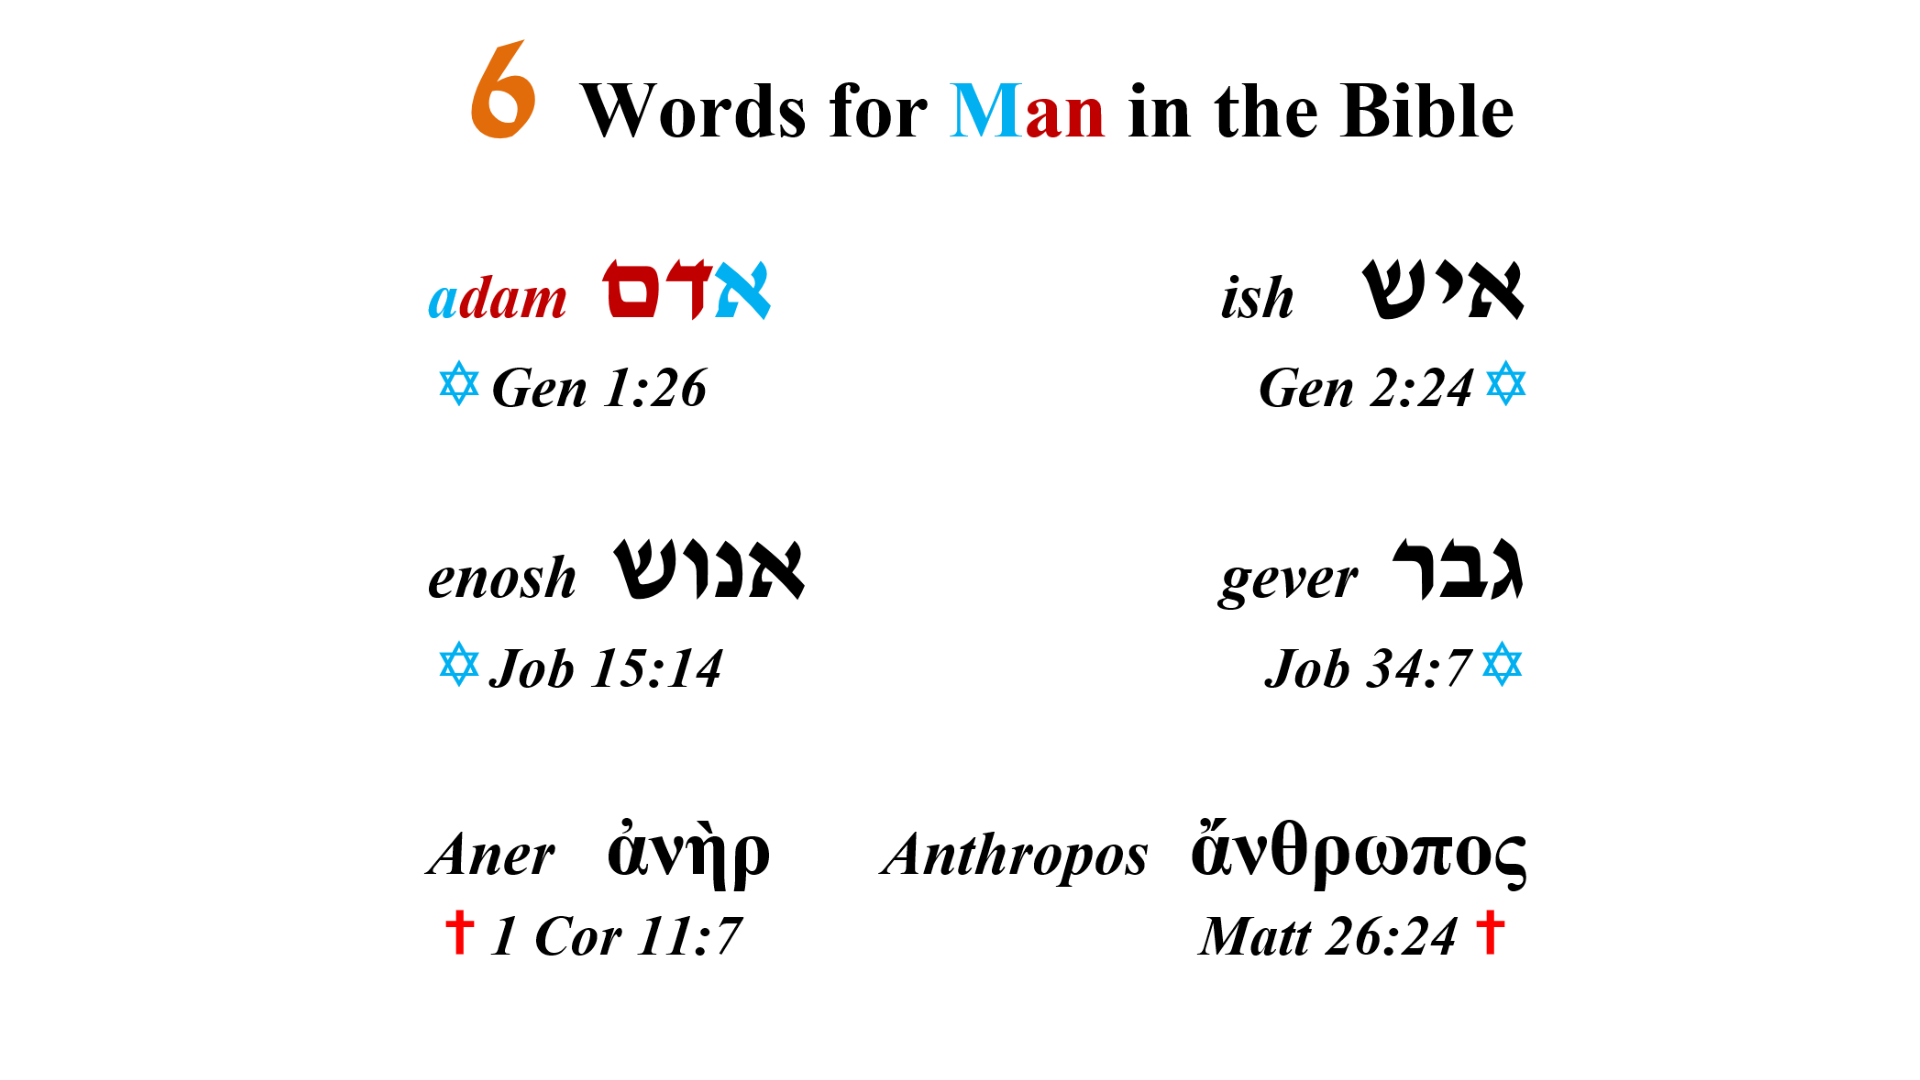 6 Words for Man in the Bible
adam אדם ish איש
✡ Gen 1:26 Gen 2:24 ✡
enosh אנוש gever גבר
✡ Job 15:14 Job 34:7 ✡
Aner ἀνὴρ Anthropos ἄνθρωπος
✝ 1 Cor 11:7 Matt 26:24 ✝